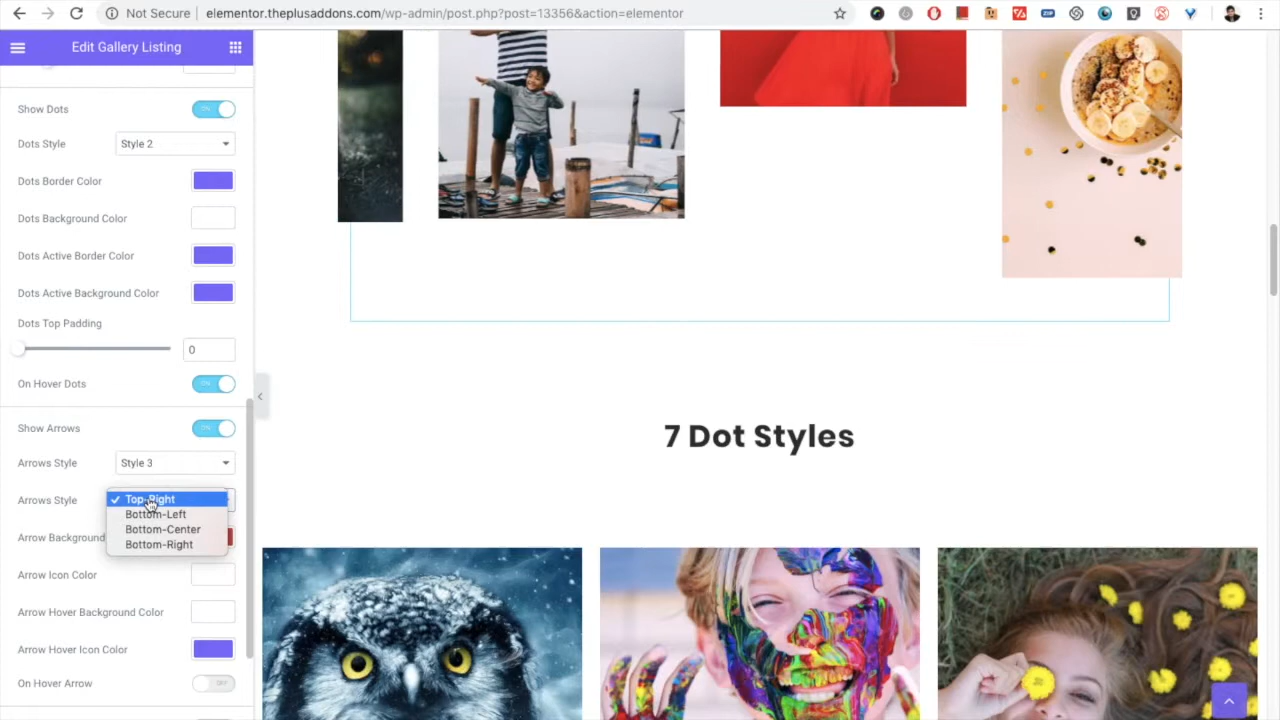 Not Secure | elementor.theplusaddons.com/wp-admin/post.php?post=13356&action=elementor
Edit Gallery Listing
Show Dots ON
Dots Style Style 2
Dots Border Color
Dots Background Color
Dots Active Border Color
Dots Active Background Color
Dots Top Padding
0
On Hover Dots ON
Show Arrows ON
Arrows Style Style 3
Arrows Style ✓ Top-Right
Bottom-Left
Bottom-Center
Bottom-Right
Arrow Background
Arrow Icon Color
Arrow Hover Background Color
Arrow Hover Icon Color
On Hover Arrow OFF
7 Dot Styles